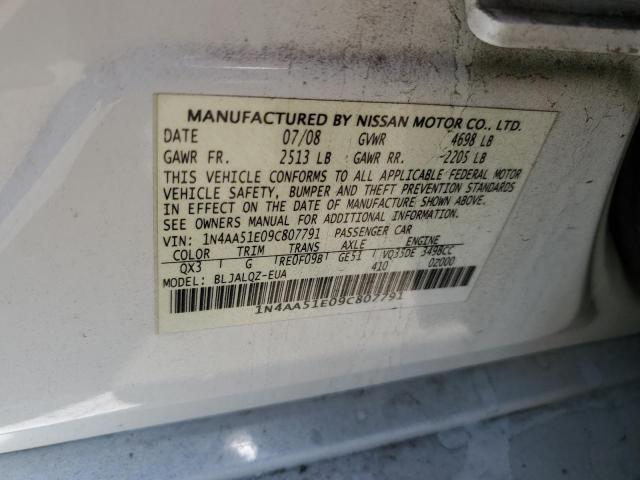 MANUFACTURED BY NISSAN MOTOR CO., LTD.
DATE 07/08 GVWR 4698 LB
GAWR FR. 2513 LB GAWR RR. 2205 LB
THIS VEHICLE CONFORMS TO ALL APPLICABLE FEDERAL MOTOR
VEHICLE SAFETY, BUMPER AND THEFT PREVENTION STANDARDS
IN EFFECT ON THE DATE OF MANUFACTURE SHOWN ABOVE.
SEE OWNERS MANUAL FOR ADDITIONAL INFORMATION.
VIN: 1N4AA51E09C807791 PASSENGER CAR
COLOR TRIM TRANS AXLE ENGINE
QX3 G RE0F09B GE51 VQ35DE 3498CC
MODEL: BLJALQZ-EUA 410 02000
1N4AA51E09C807791